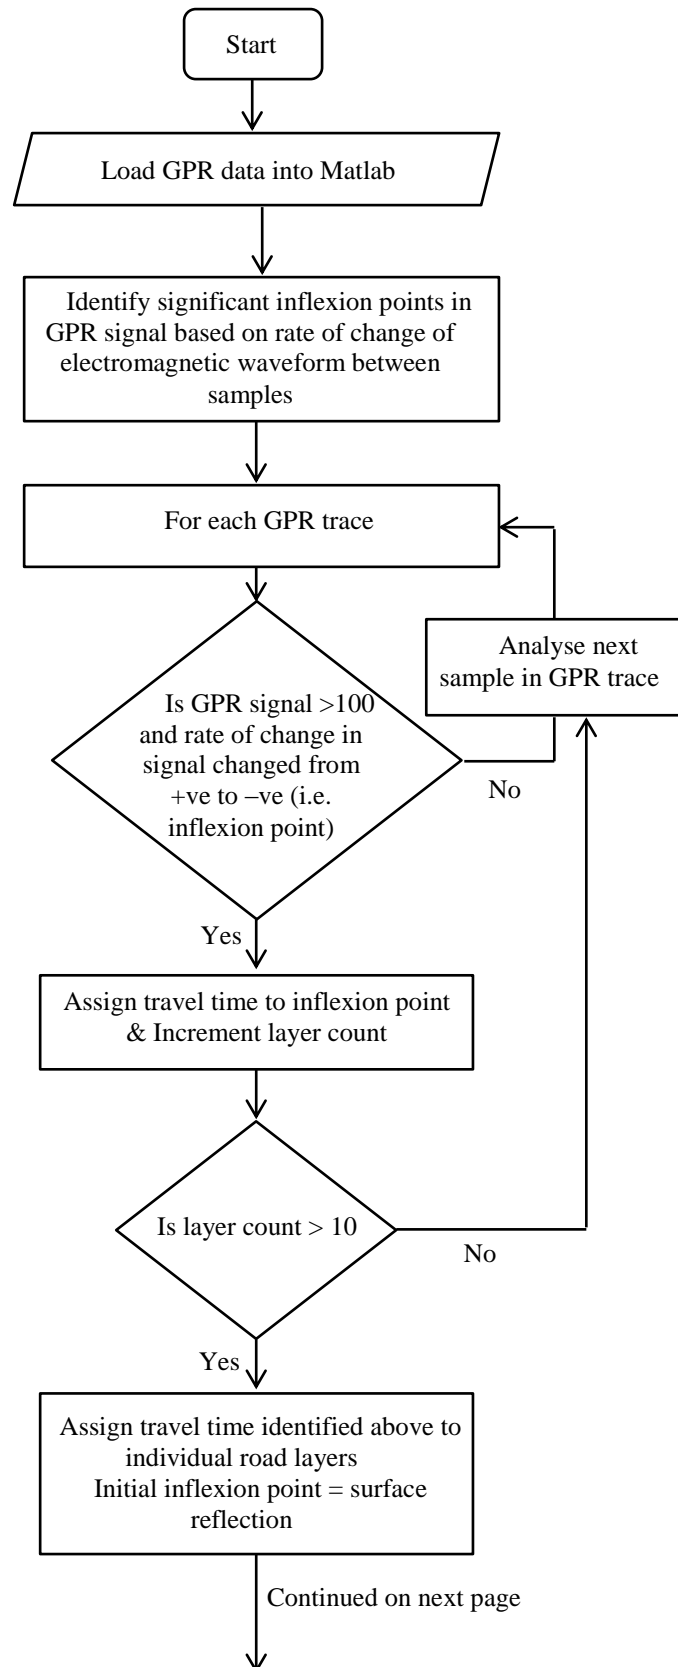 Start
Load GPR data into Matlab
Identify significant inflexion points in
GPR signal based on rate of change of
electromagnetic waveform between
samples
For each GPR trace
Analyse next
sample in GPR trace
Is GPR signal >100
and rate of change in
signal changed from
+ve to –ve (i.e.
inflexion point)
No
Yes
Assign travel time to inflexion point
& Increment layer count
Is layer count > 10
No
Yes
Assign travel time identified above to
individual road layers
Initial inflexion point = surface
reflection
Continued on next page